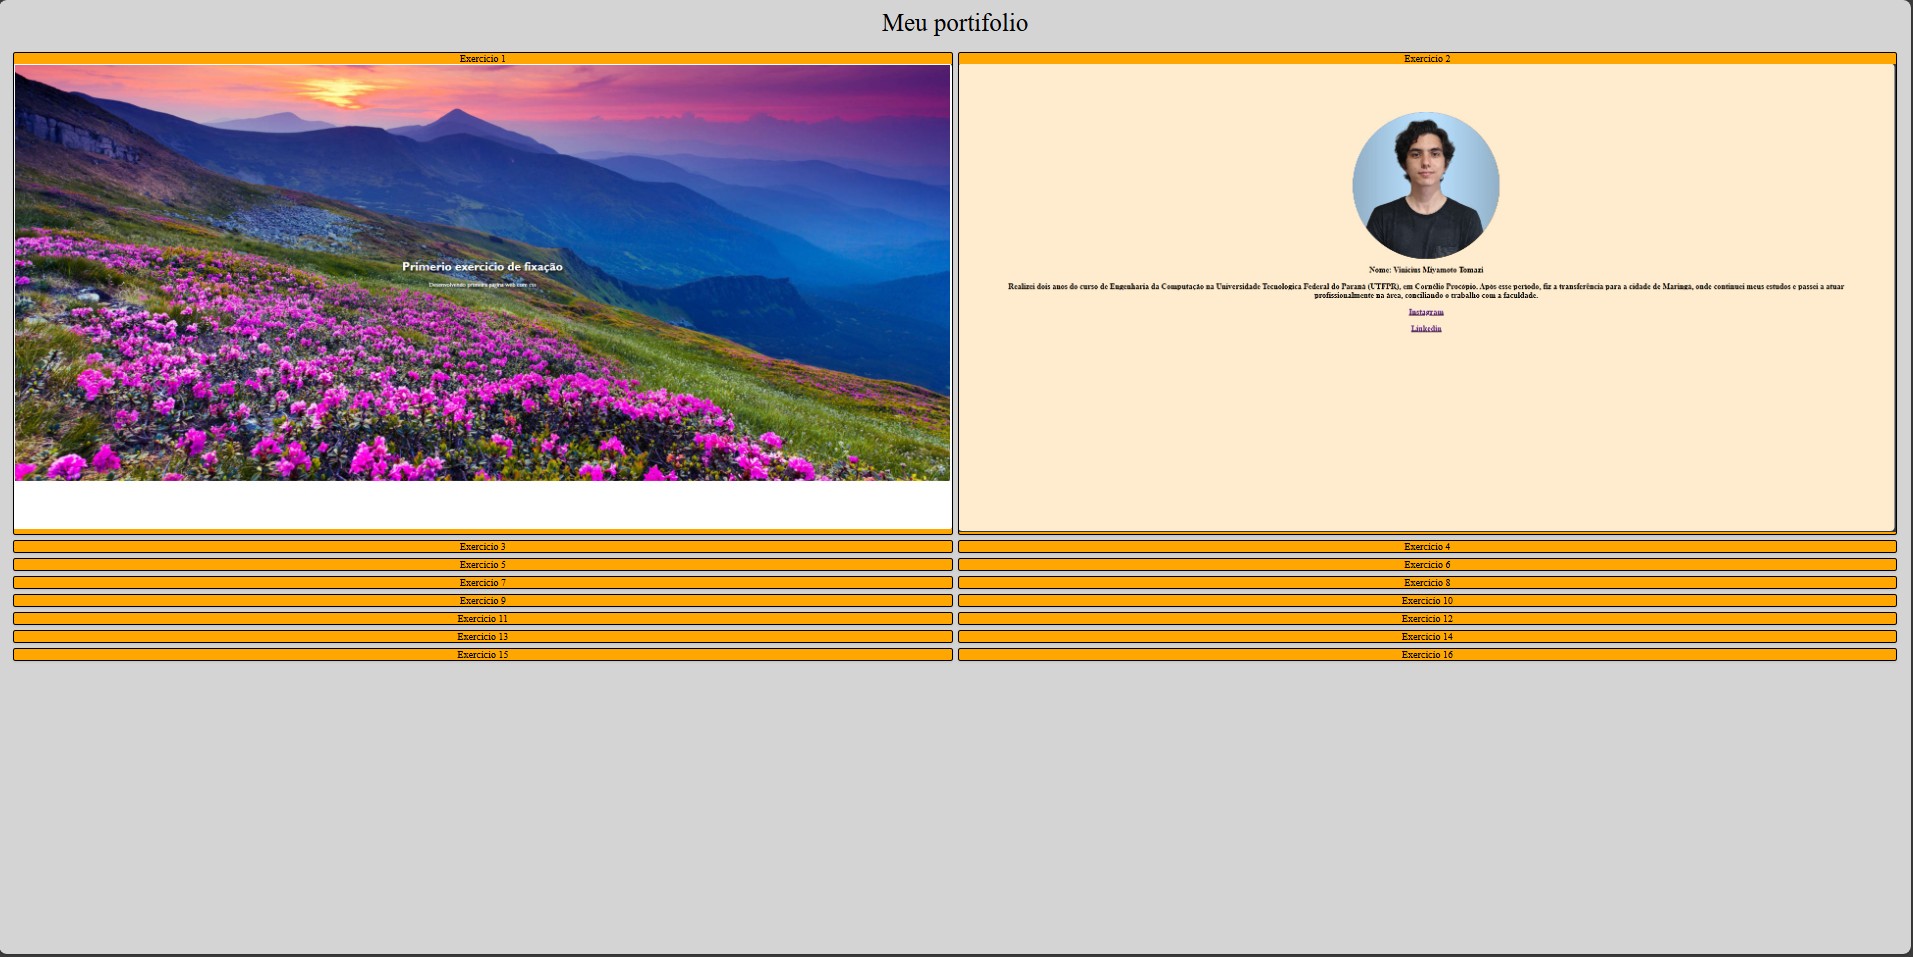 Meu portifolio
Exercicio 1
Exercicio 2
Primerio exercicio de fixação
Desenvolvendo primeira pagina web com css
Nome: Vinicius Miyamoto Tomazi
Realizei dois anos do curso de Engenharia da Computação na Universidade Tecnologica Federal do Paraná (UTFPR), em Cornélio Procopio. Após esse periodo, fiz a transferência para a cidade de Maringa, onde continuei meus estudos e passei a atuar
profissionalmente na área, conciliando o trabalho com a faculdade.
Instagram
Linkedin
Exercicio 3
Exercicio 4
Exercicio 5
Exercicio 6
Exercicio 7
Exercicio 8
Exercicio 9
Exercicio 10
Exercicio 11
Exercicio 12
Exercicio 13
Exercicio 14
Exercicio 15
Exercicio 16